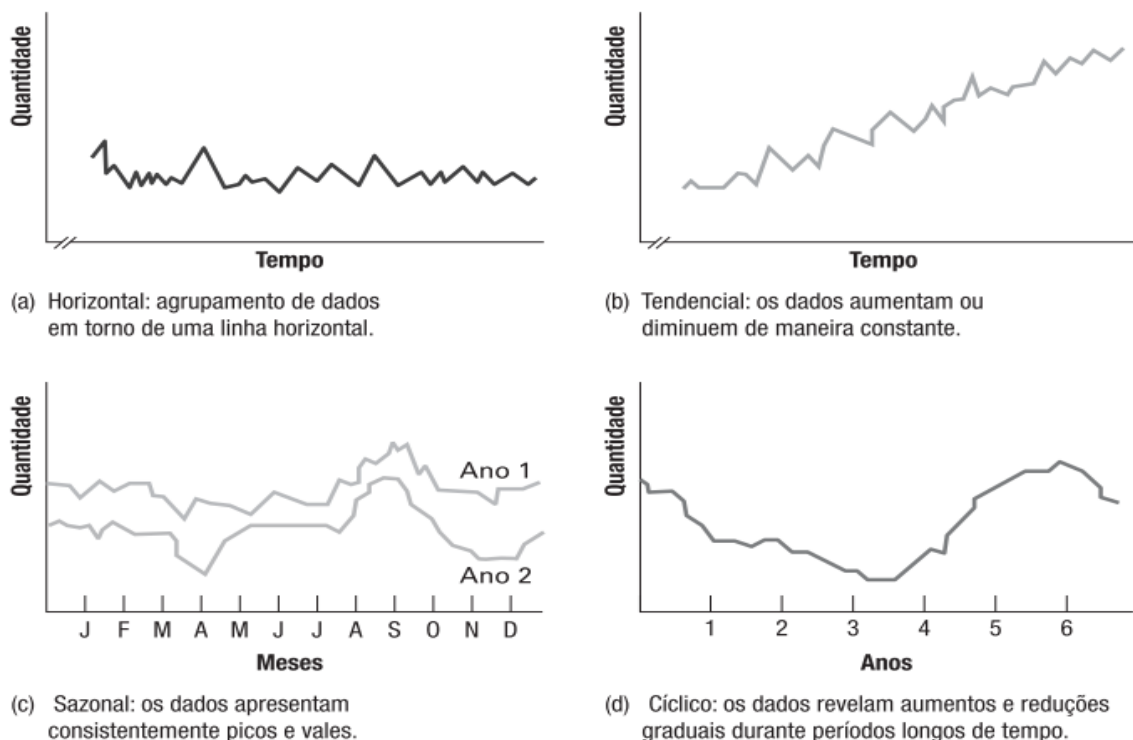 Quantidade
Tempo
(a) Horizontal: agrupamento de dados
em torno de uma linha horizontal.
Quantidade
Tempo
(b) Tendencial: os dados aumentam ou
diminuem de maneira constante.
Quantidade
Ano 1
Ano 2
J F M A M J J A S O N D
Meses
(c) Sazonal: os dados apresentam
consistentemente picos e vales.
Quantidade
1 2 3 4 5 6
Anos
(d) Cíclico: os dados revelam aumentos e reduções
graduais durante períodos longos de tempo.